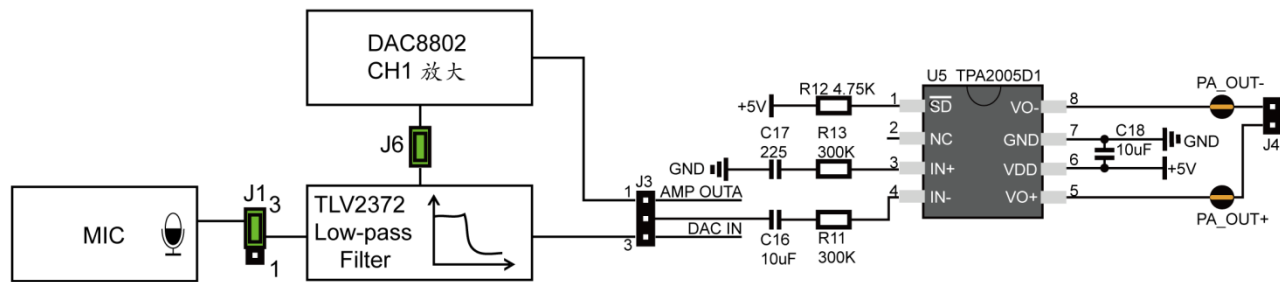 DAC8802
CH1 放大
J6
MIC
J1
3
1
TLV2372
Low-pass
Filter
J3
1
AMP OUTA
3
DAC IN
+5V
R12 4.75K
C17
225
R13
300K
GND
C16
10uF
R11
300K
U5 TPA2005D1
1
SD
2
NC
3
IN+
4
IN-
VO-
8
GND
7
VDD
6
VO+
5
C18
10uF
GND
+5V
PA_OUT-
J4
PA_OUT+